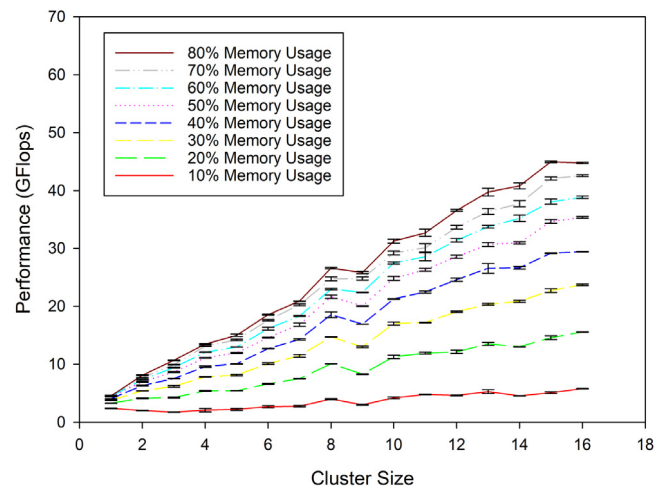 70
60
50
40
30
20
10
0
Performance (GFlops)
80% Memory Usage
70% Memory Usage
60% Memory Usage
50% Memory Usage
40% Memory Usage
30% Memory Usage
20% Memory Usage
10% Memory Usage
0 2 4 6 8 10 12 14 16 18
Cluster Size